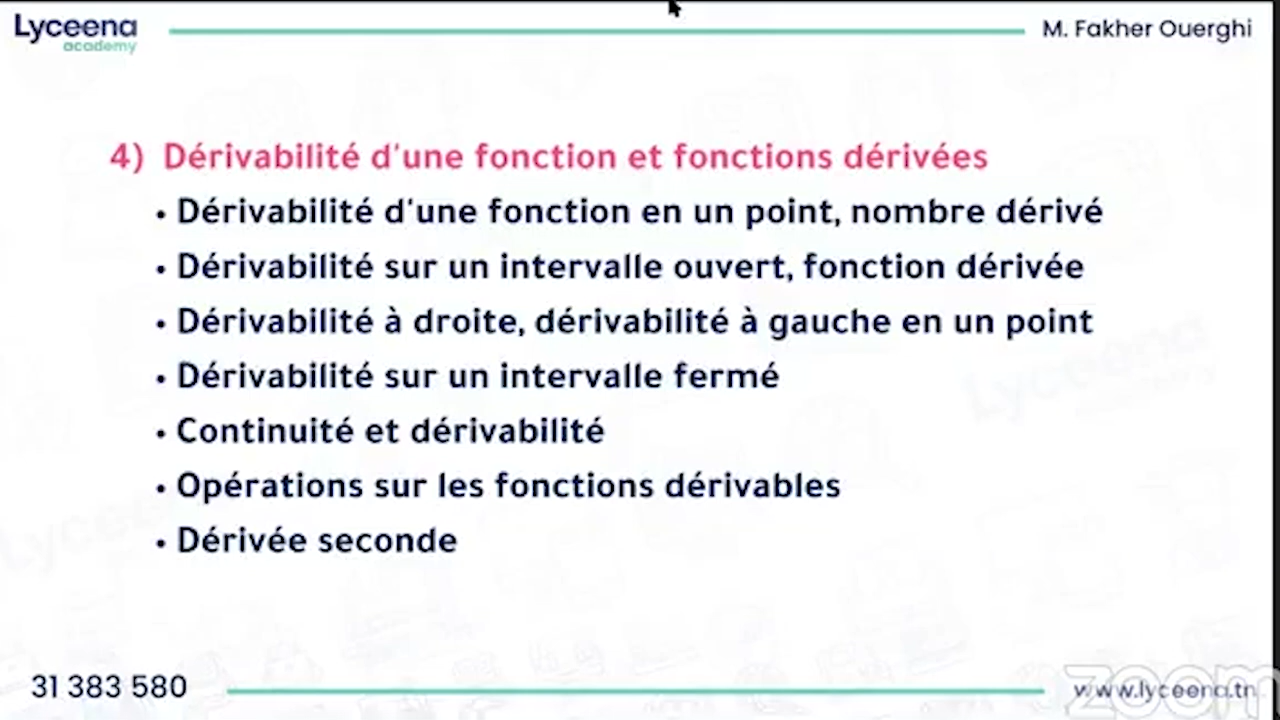 Lyceena
academy
M. Fakher Ouerghi
4) Dérivabilité d'une fonction et fonctions dérivées
• Dérivabilité d'une fonction en un point, nombre dérivé
• Dérivabilité sur un intervalle ouvert, fonction dérivée
• Dérivabilité à droite, dérivabilité à gauche en un point
• Dérivabilité sur un intervalle fermé
• Continuité et dérivabilité
• Opérations sur les fonctions dérivables
• Dérivée seconde
Lyceena
Lyceena
31 383 580
www.lyceena.tn
zoom